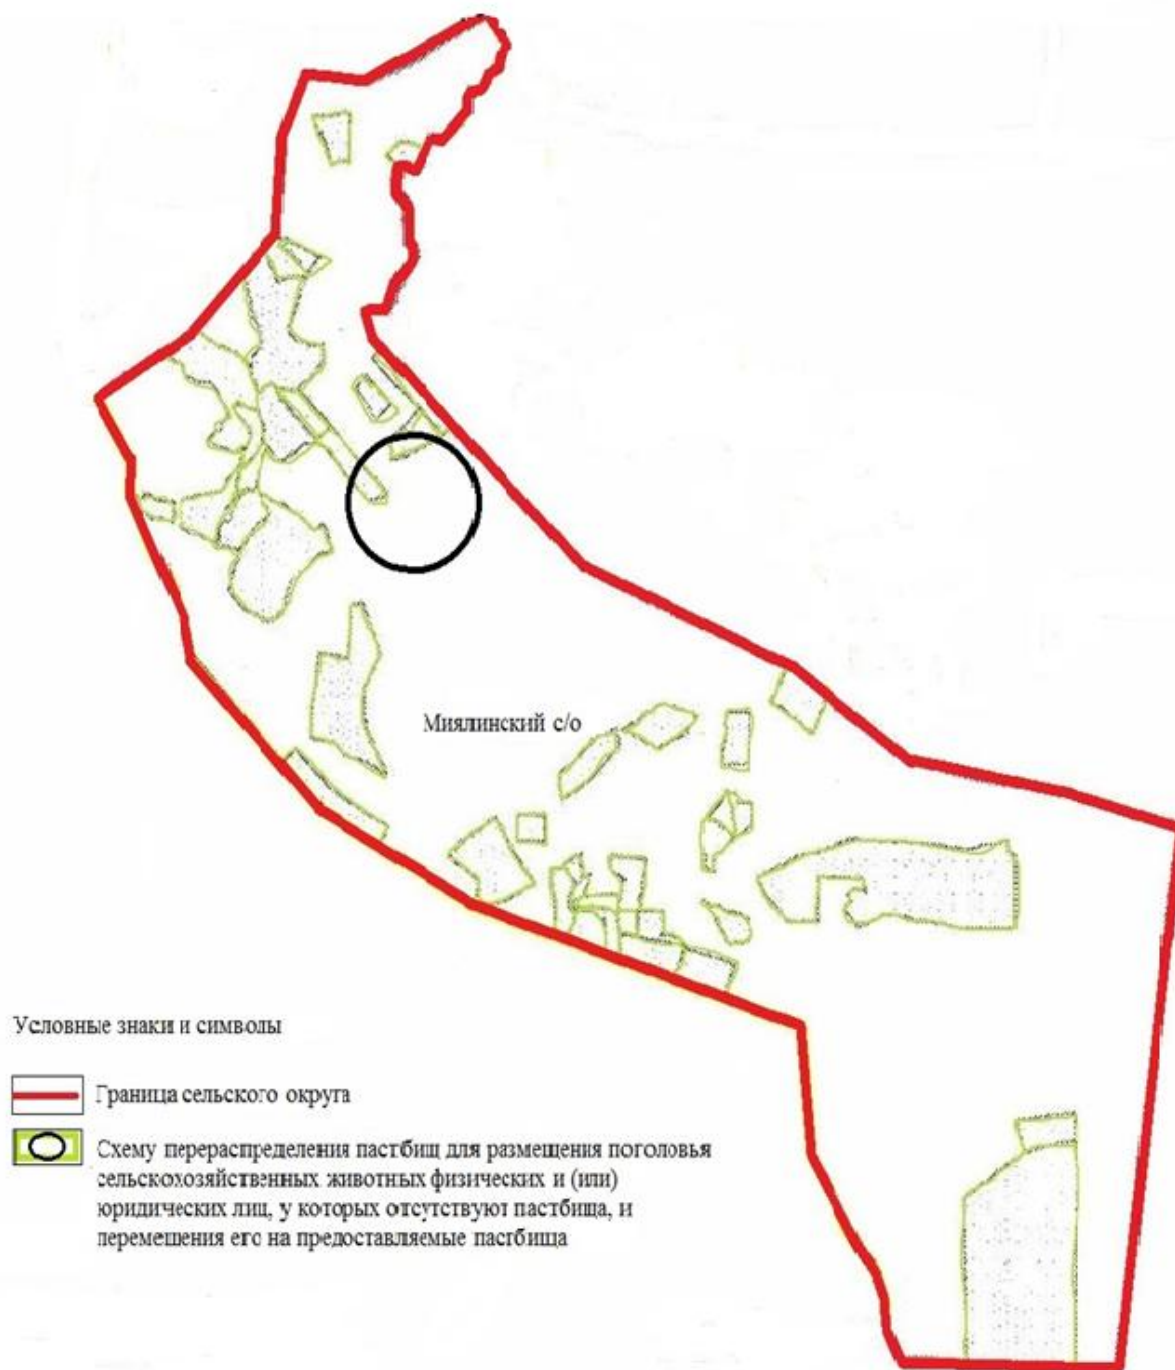 Миялинский с/о
Условные знаки и символы
Граница сельского округа
Схему перераспределения пастбищ для размещения поголовья
сельскохозяйственных животных физических и (или)
юридических лиц, у которых отсутствуют пастбища, и
перемешения его на предоставляемые пастбища